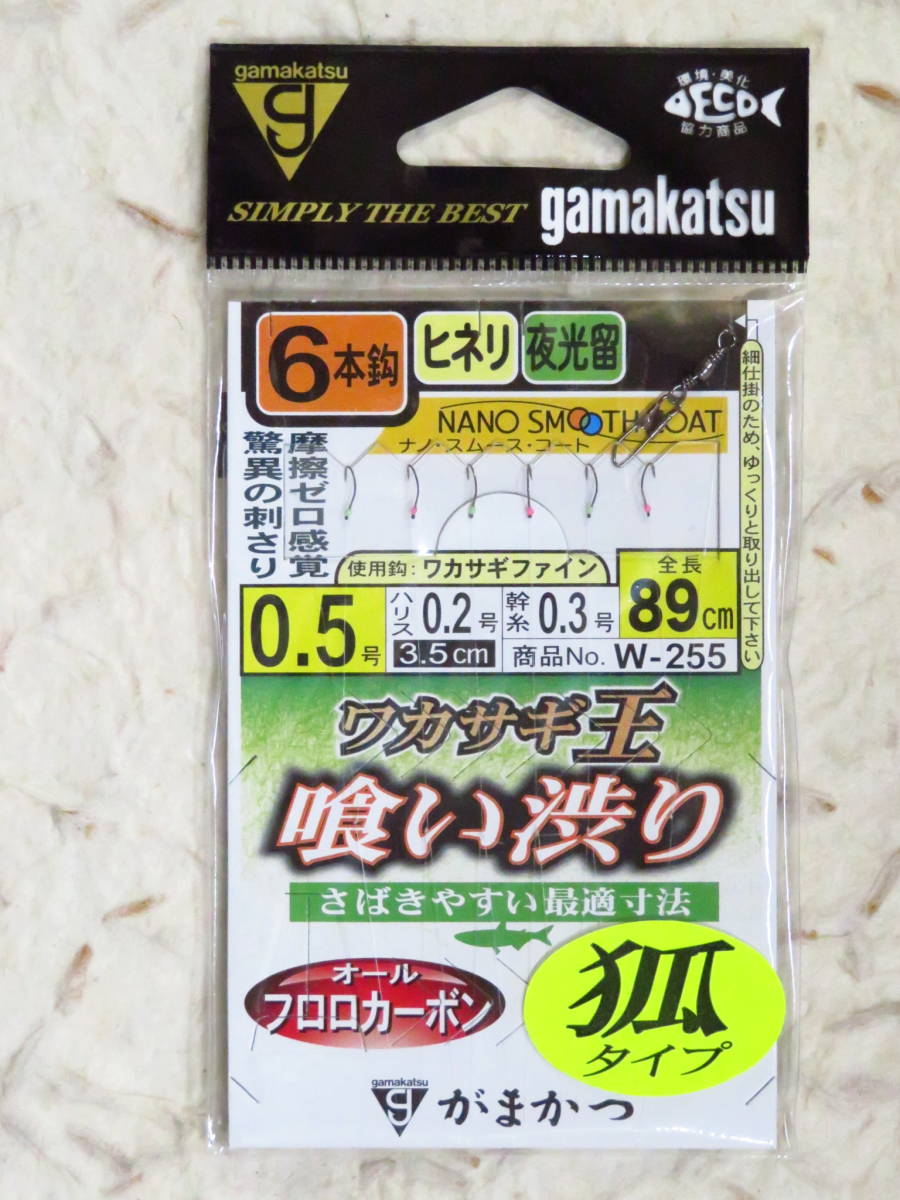 gamakatsu
SIMPLY THE BEST
環境・美化
ECO
協力商品
gamakatsu
6本鈎
ヒネリ
夜光留
NANO SMOOTH COAT
ナノ・スムース・コート
摩擦ゼロ感覚
驚異の刺さり
細仕掛のため、ゆっくりと取り出して下さい
使用鈎:ワカサギファイン
全長
89cm
0.5号
ハリス 0.2号
3.5cm
幹糸 0.3号
商品No. W-255
ワカサギ王
喰い渋り
さばきやすい最適寸法
オール
フロロカーボン
狐
タイプ
gamakatsu
がまかつ